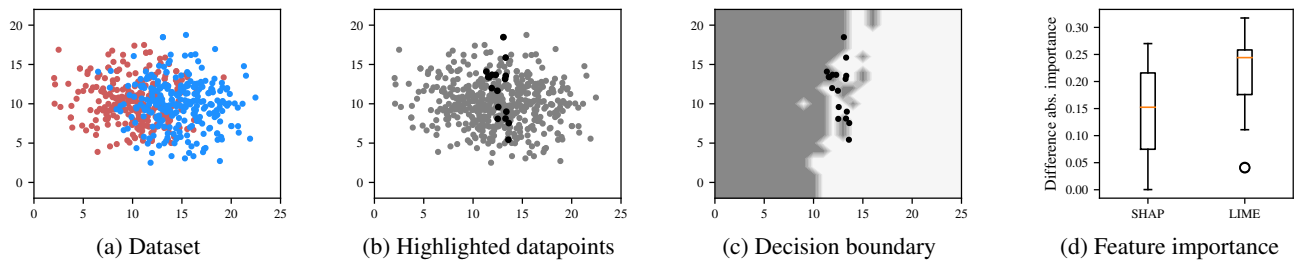 20
15
10
5
0
0 5 10 15 20 25
(a) Dataset
20
15
10
5
0
0 5 10 15 20 25
(b) Highlighted datapoints
20
15
10
5
0
0 5 10 15 20 25
(c) Decision boundary
Difference abs. importance
0.30
0.25
0.20
0.15
0.10
0.05
0.00
SHAP LIME
(d) Feature importance